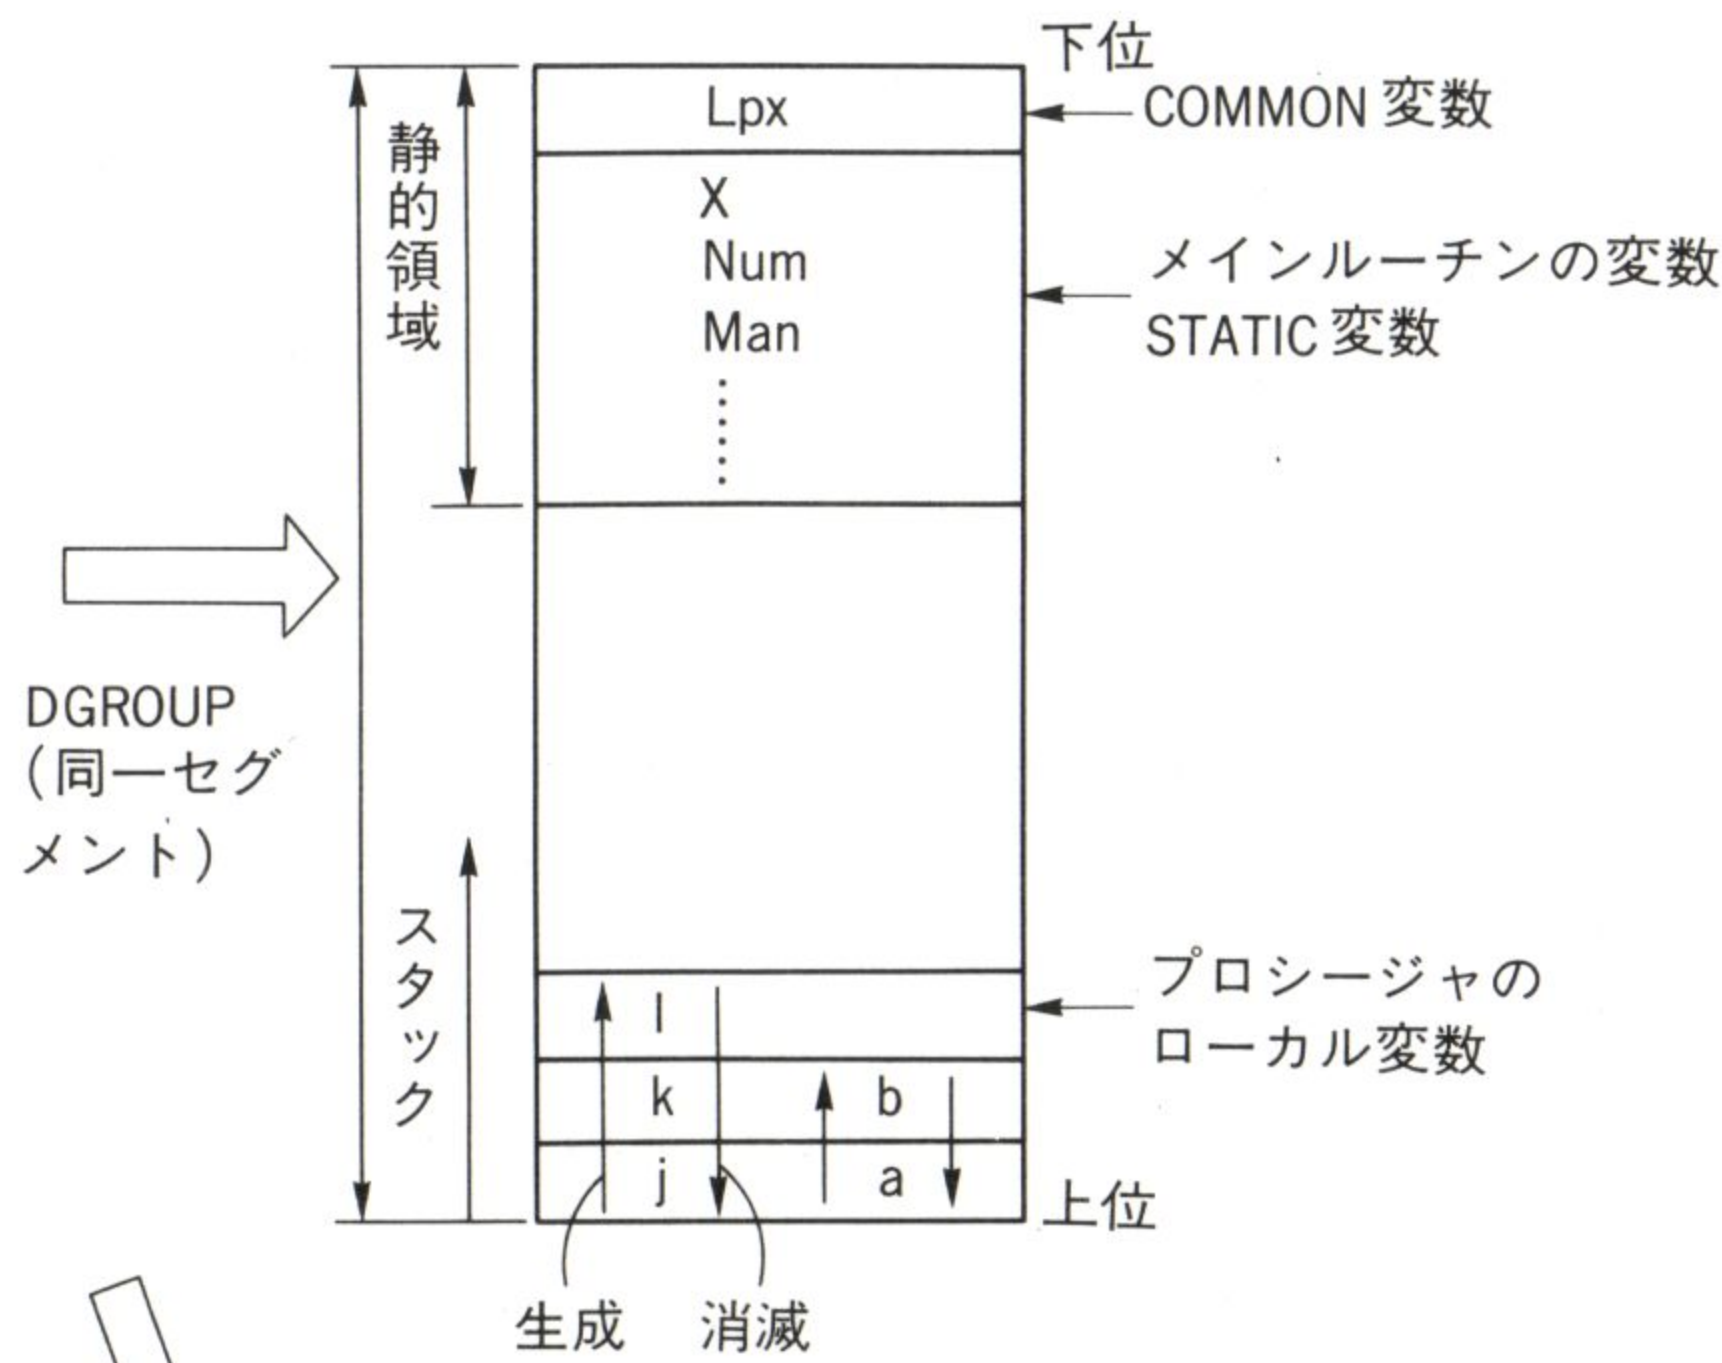 下位
Lpx
COMMON 変数
静的領域
X
Num
Man
メインルーチンの変数
STATIC 変数
DGROUP
(同一セグ
メント)
スタック
l
k
j
b
a
プロシージャの
ローカル変数
上位
生成
消滅